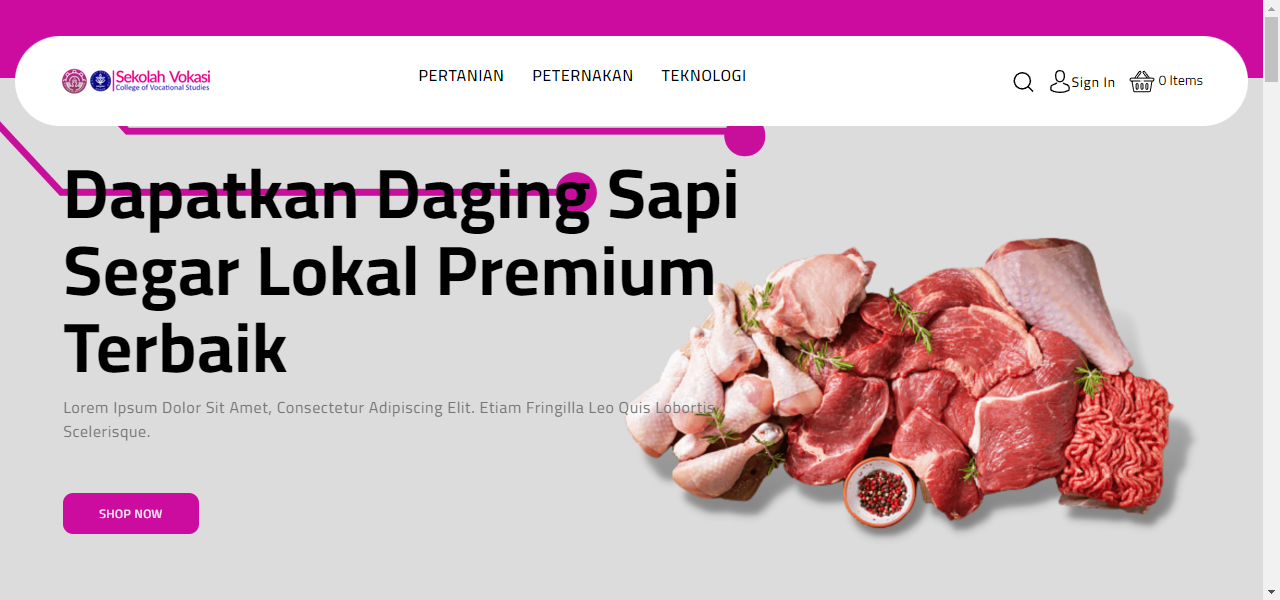 Sekolah Vokasi
College of Vocational Studies
PERTANIAN PETERNAKAN TEKNOLOGI
Sign In
0 Items
Dapatkan Daging Sapi
Segar Lokal Premium
Terbaik
Lorem Ipsum Dolor Sit Amet, Consectetur Adipiscing Elit. Etiam Fringilla Leo Quis Lobortis
Scelerisque.
SHOP NOW